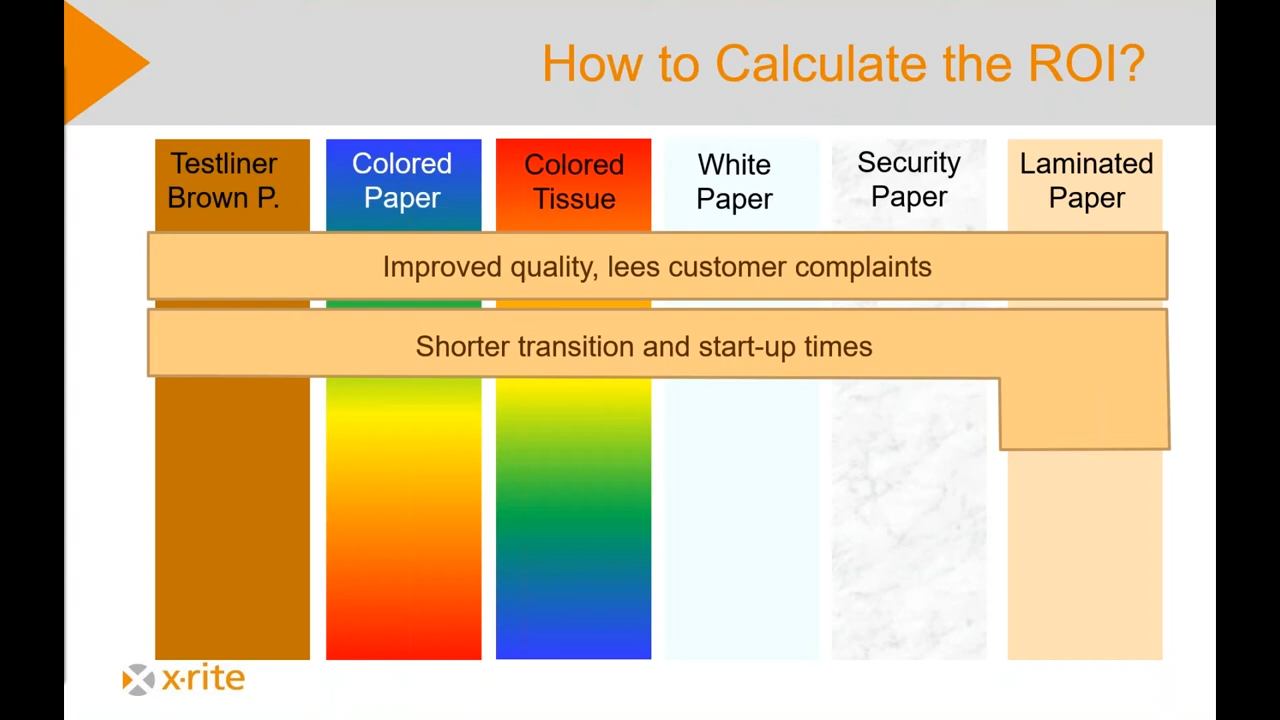 How to Calculate the ROI?
Testliner
Brown P.
Colored
Paper
Colored
Tissue
White
Paper
Security
Paper
Laminated
Paper
Improved quality, lees customer complaints
Shorter transition and start-up times
x·rite